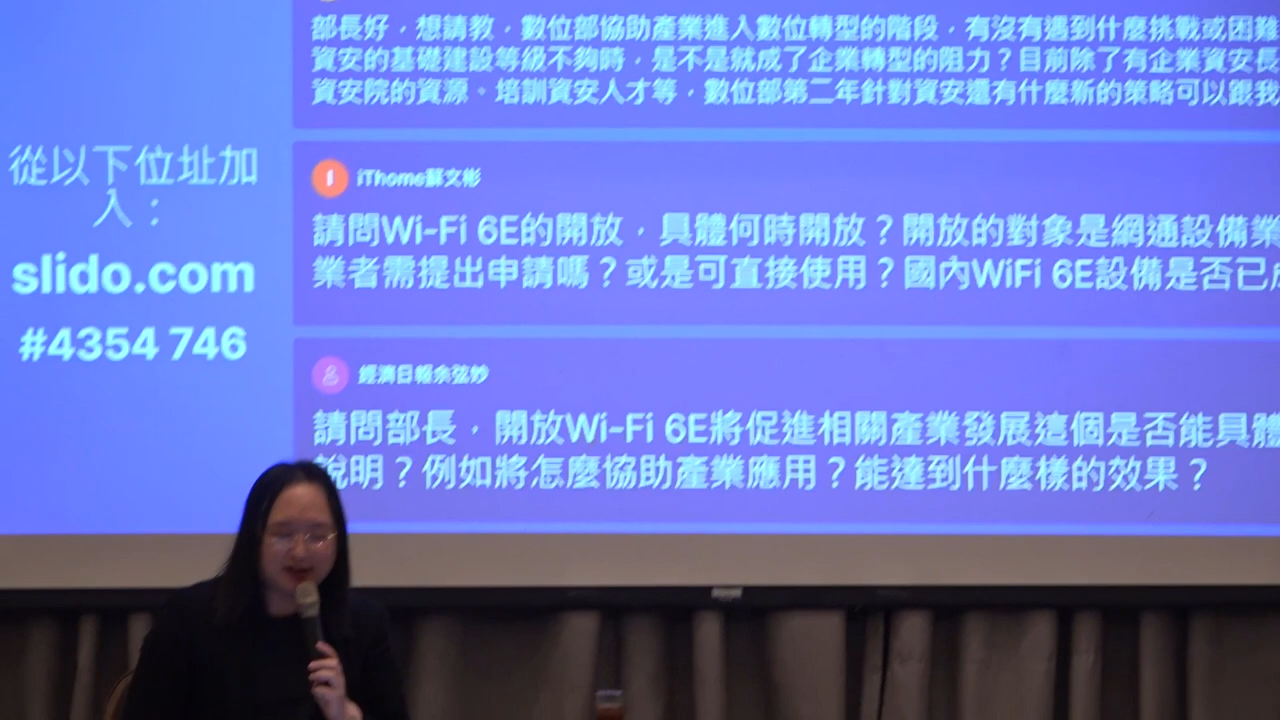 部長好，想請教，數位部協助產業進入數位轉型的階段，有沒有遇到什麼挑戰或困難
資安的基礎建設等級不夠時，是不是就成了企業轉型的阻力？目前除了有企業資安長
資安院的資源。培訓資安人才等，數位部第二年針對資安還有什麼新的策略可以跟我
從以下位址加
入：
slido.com
#4354 746
I
iThome蘇文彬
請問Wi-Fi 6E的開放，具體何時開放？開放的對象是網通設備業
業者需提出申請嗎？或是可直接使用？國內WiFi 6E設備是否已
經濟日報余弦妙
請問部長，開放Wi-Fi 6E將促進相關產業發展這個是否能具體
說明？例如將怎麼協助產業應用？能達到什麼樣的效果？